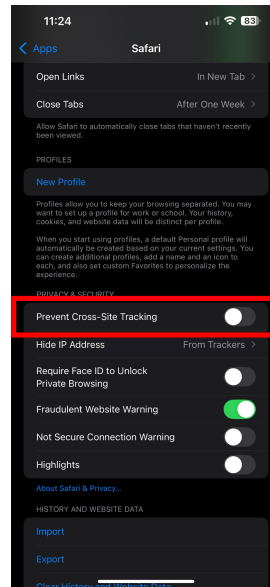 11:24
83
Apps
Safari
Open Links
In New Tab
Close Tabs
After One Week
Allow Safari to automatically close tabs that haven't recently
been viewed.
PROFILES
New Profile
Profiles allow you to keep your browsing separated. You may
want to set up a profile for work or school. Your history,
cookies, and website data will be distinct per profile.
When you start using profiles, a default Personal profile will
automatically be created based on your current settings. You
can create additional profiles, add a name and an icon to
each, and also set custom Favorites to personalize the
experience.
PRIVACY & SECURITY
Prevent Cross-Site Tracking
Hide IP Address
From Trackers
Require Face ID to Unlock
Private Browsing
Fraudulent Website Warning
Not Secure Connection Warning
Highlights
About Safari & Privacy...
HISTORY AND WEBSITE DATA
Import
Export
Clear History and Website Data